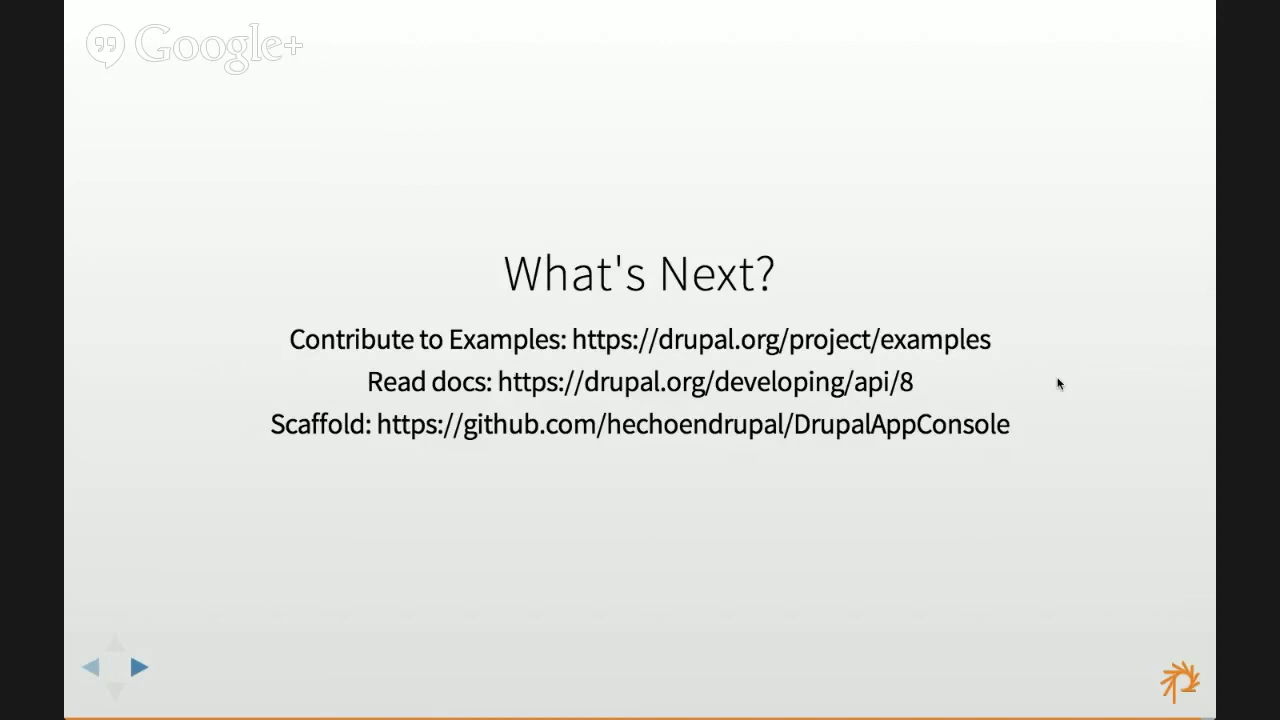 Google+
What's Next?
Contribute to Examples: https://drupal.org/project/examples
Read docs: https://drupal.org/developing/api/8
Scaffold: https://github.com/hechoendrupal/DrupalAppConsole